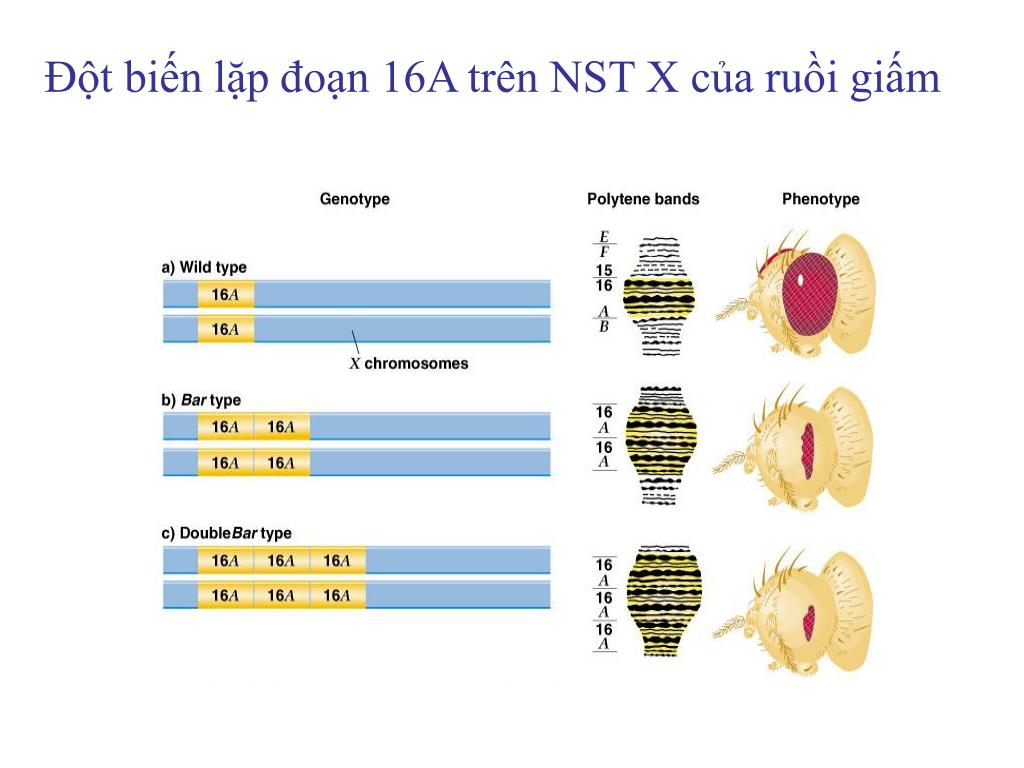 Đột biến lặp đoạn 16A trên NST X của ruồi giấm
Genotype
Polytene bands
Phenotype
a) Wild type
16A
16A
X chromosomes
E
F
15
16
A
B
b) Bar type
16A 16A
16A 16A
16
A
16
A
c) DoubleBar type
16A 16A 16A
16A 16A 16A
16
A
16
A
16
A